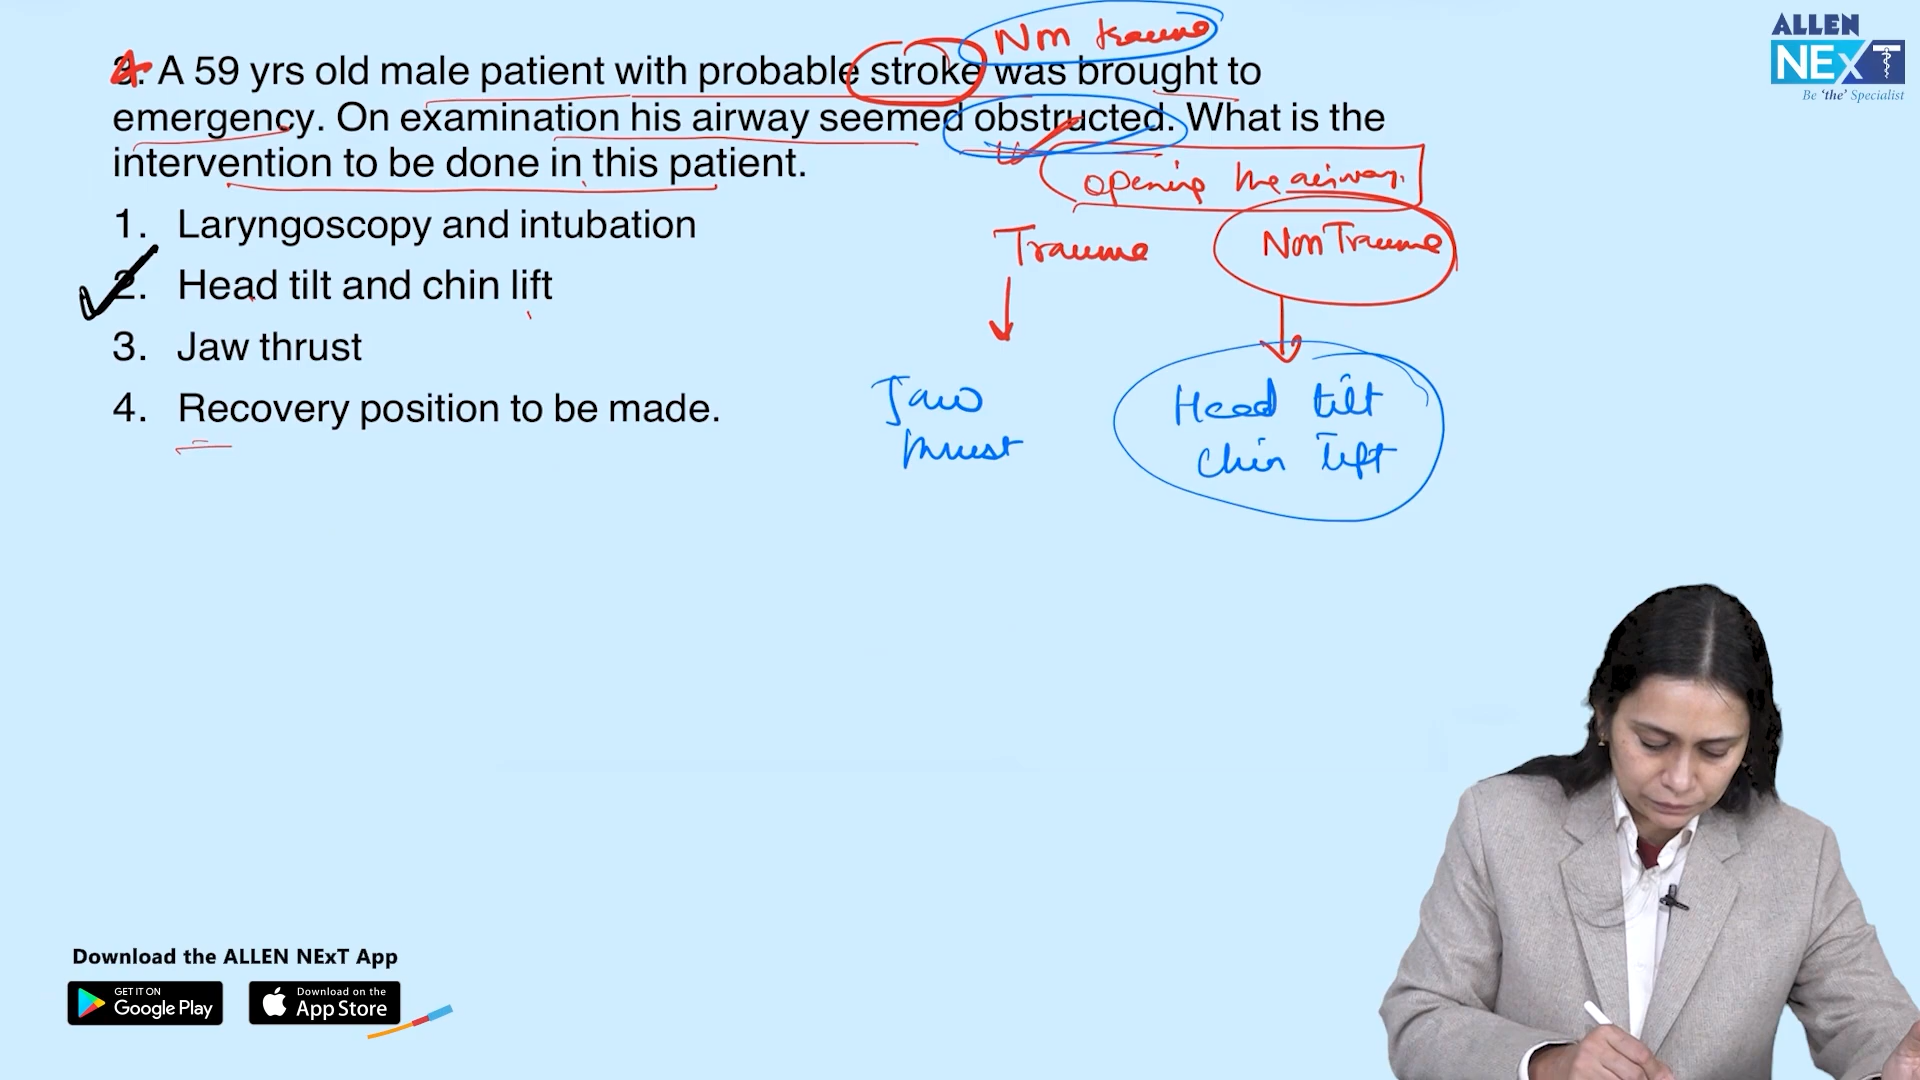 Non trauma
4. A 59 yrs old male patient with probable stroke was brought to
emergency. On examination his airway seemed obstructed. What is the
intervention to be done in this patient.
opening the airway.
1. Laryngoscopy and intubation
2. Head tilt and chin lift
3. Jaw thrust
4. Recovery position to be made.
Trauma
Non Trauma
Jaw
thrust
Head tilt
Chin lift
ALLEN
NExT
Be 'the' Specialist
Download the ALLEN NExT App
GET IT ON
Google Play
Download on the
App Store